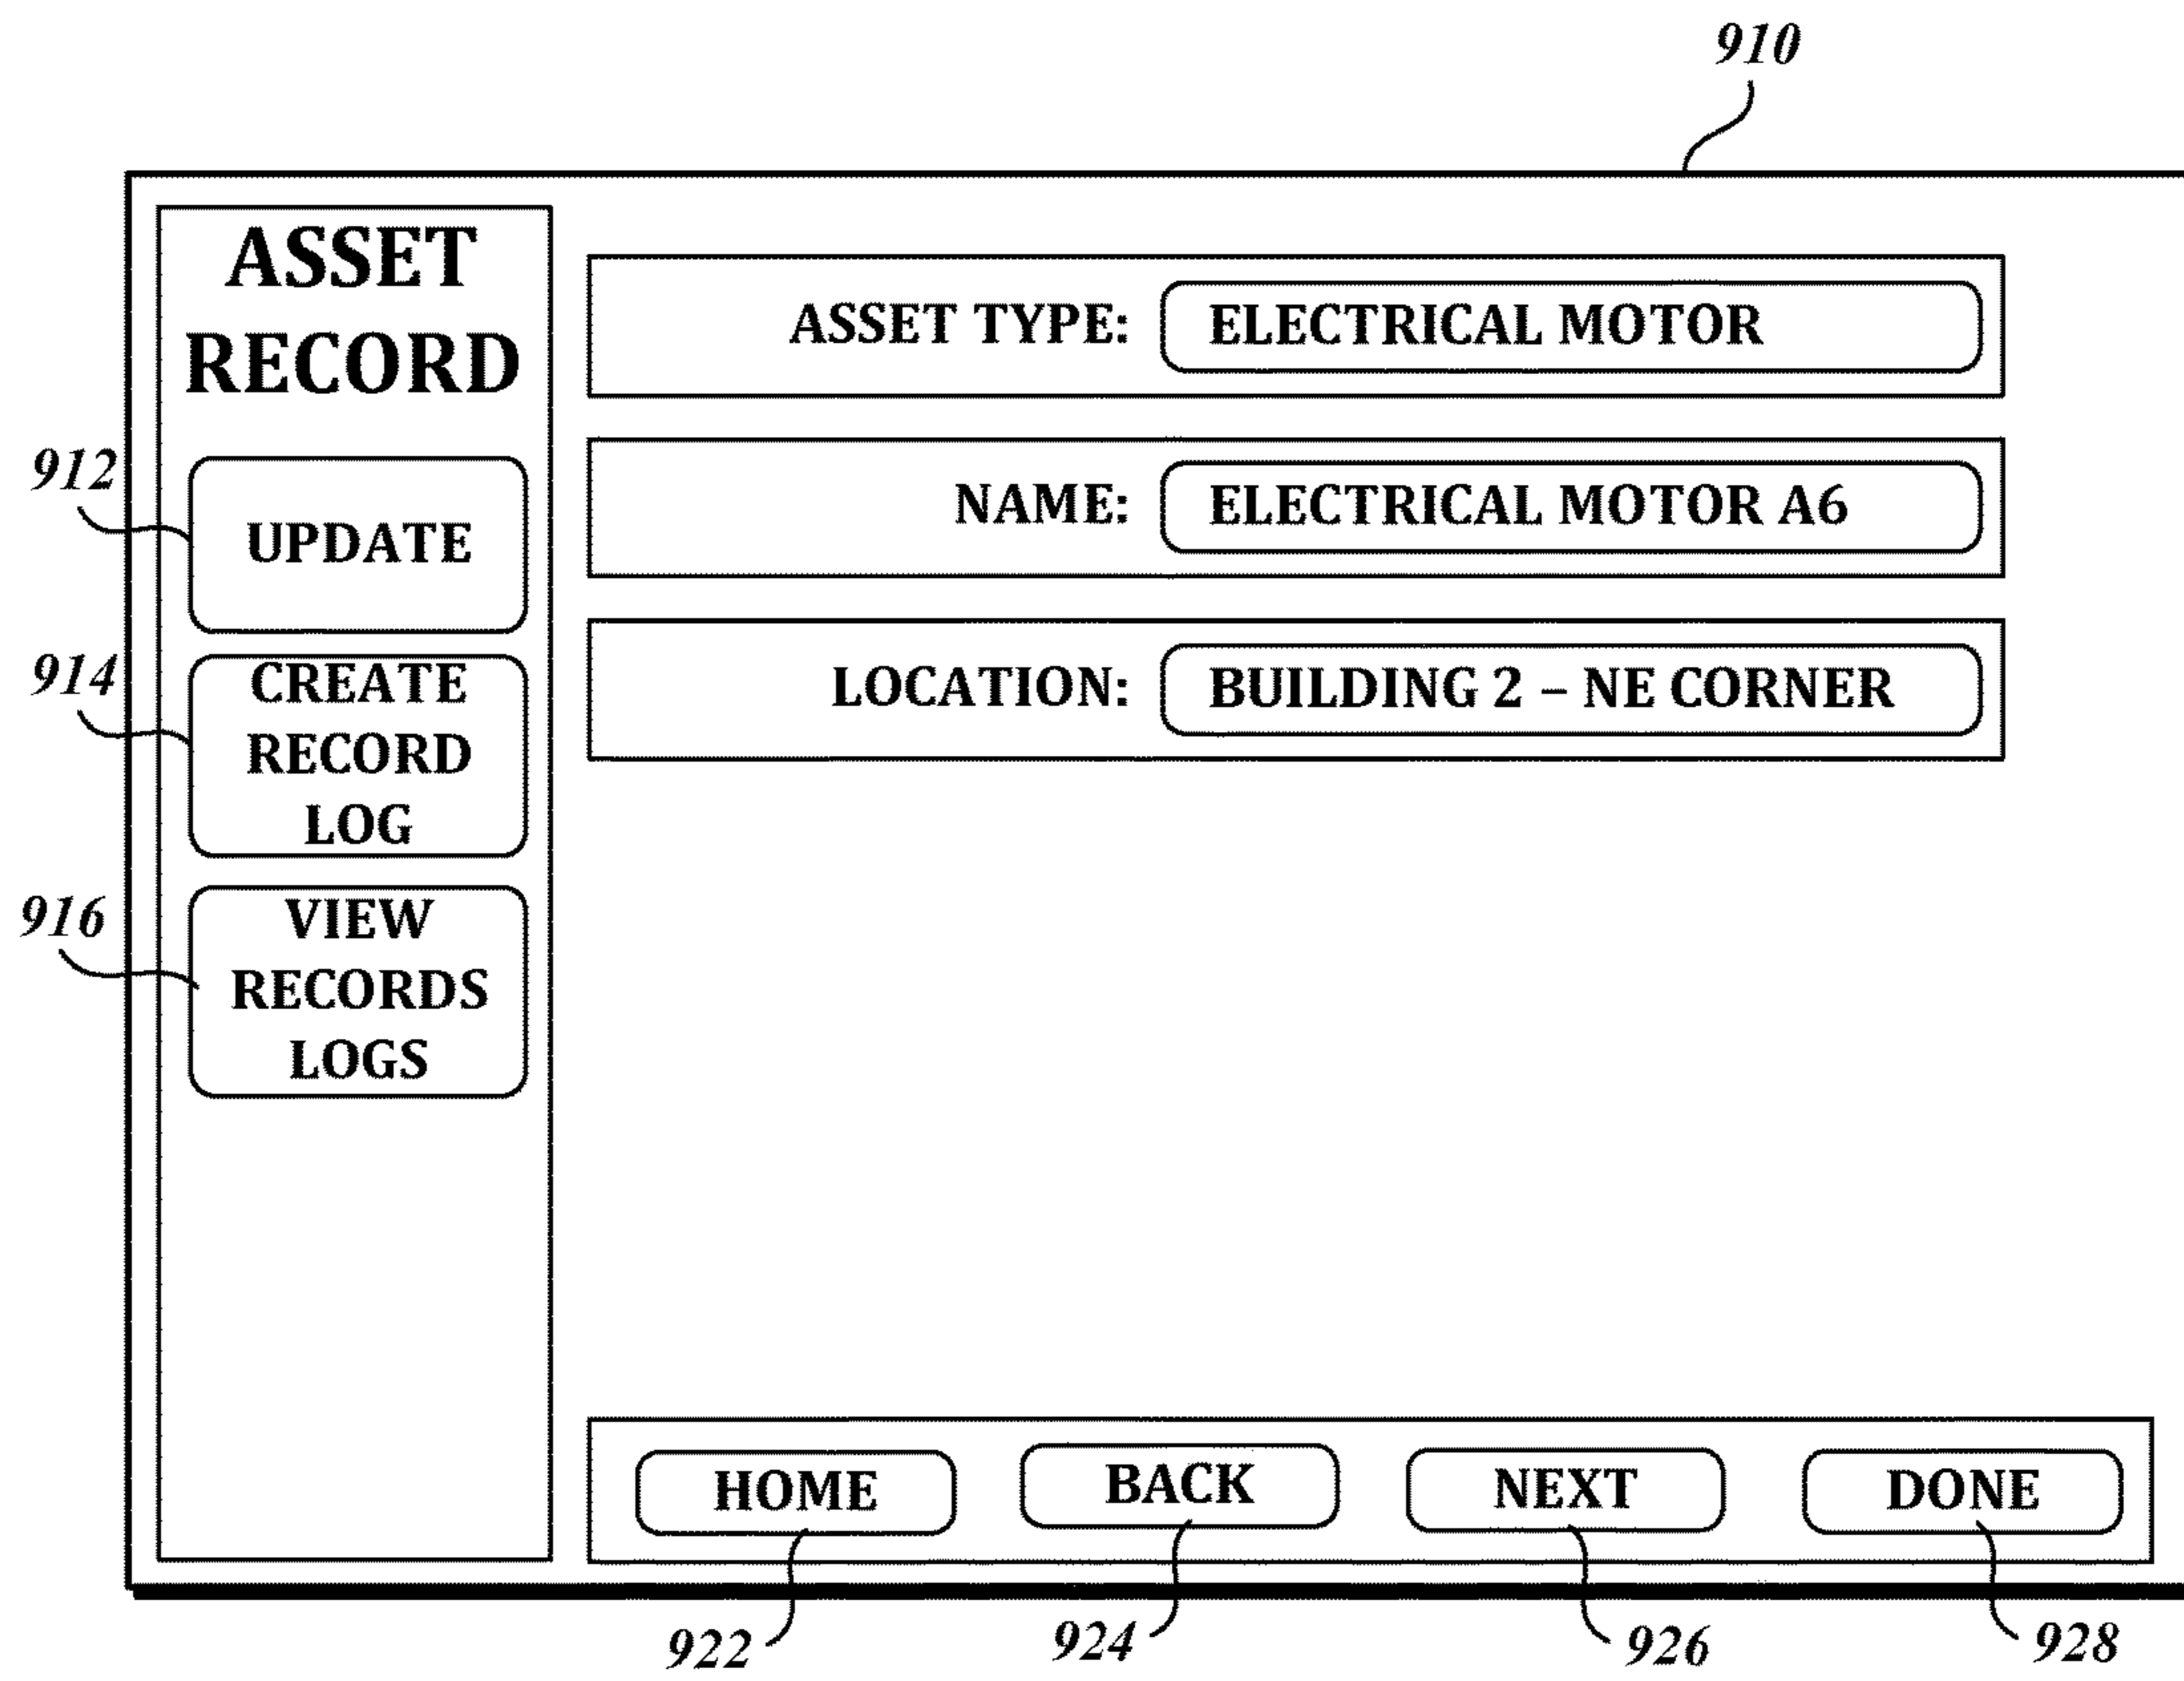 910
ASSET
RECORD
ASSET TYPE: ELECTRICAL MOTOR
NAME: ELECTRICAL MOTOR A6
LOCATION: BUILDING 2 – NE CORNER
912
UPDATE
914
CREATE
RECORD
LOG
916
VIEW
RECORDS
LOGS
HOME BACK NEXT DONE
922 924 926 928